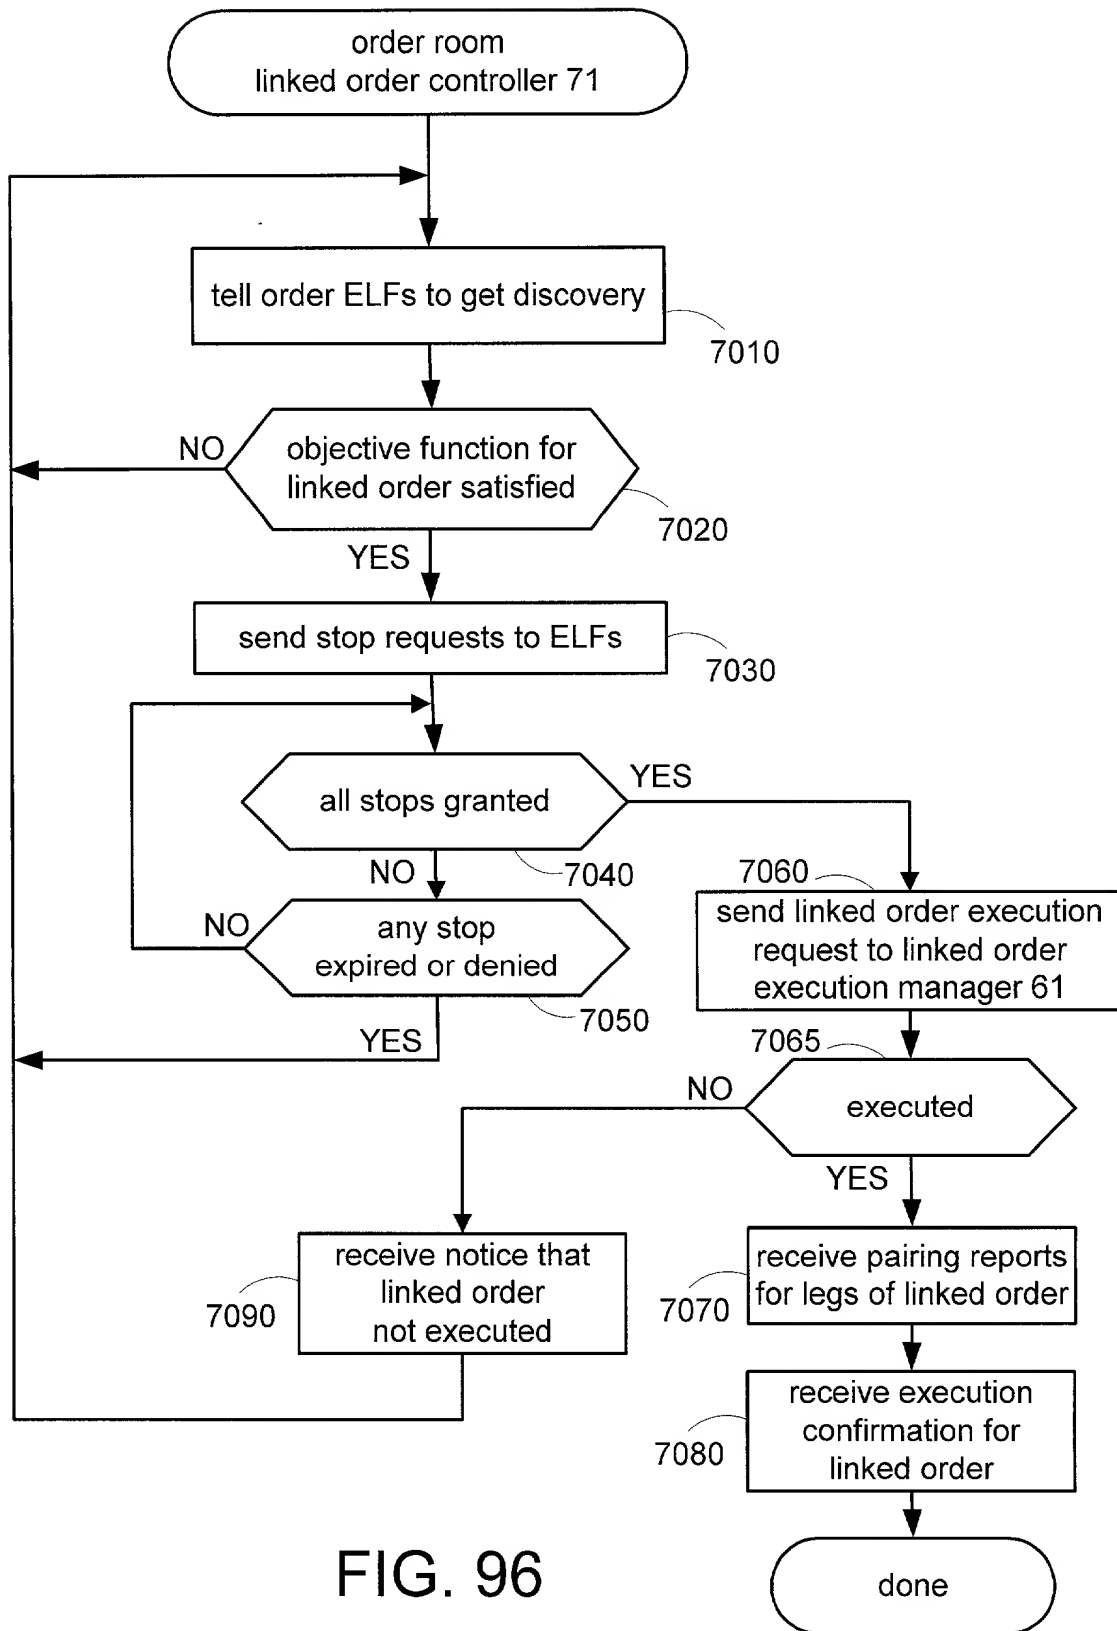 order room
linked order controller 71
tell order ELFs to get discovery
7010
NO
objective function for
linked order satisfied
7020
YES
send stop requests to ELFs
7030
all stops granted
YES
7040
NO
7060
send linked order execution
request to linked order
execution manager 61
NO
any stop
expired or denied
7050
YES
7065
NO
executed
YES
receive notice that
linked order
not executed
7090
receive pairing reports
for legs of linked order
7070
receive execution
confirmation for
linked order
7080
FIG. 96
done